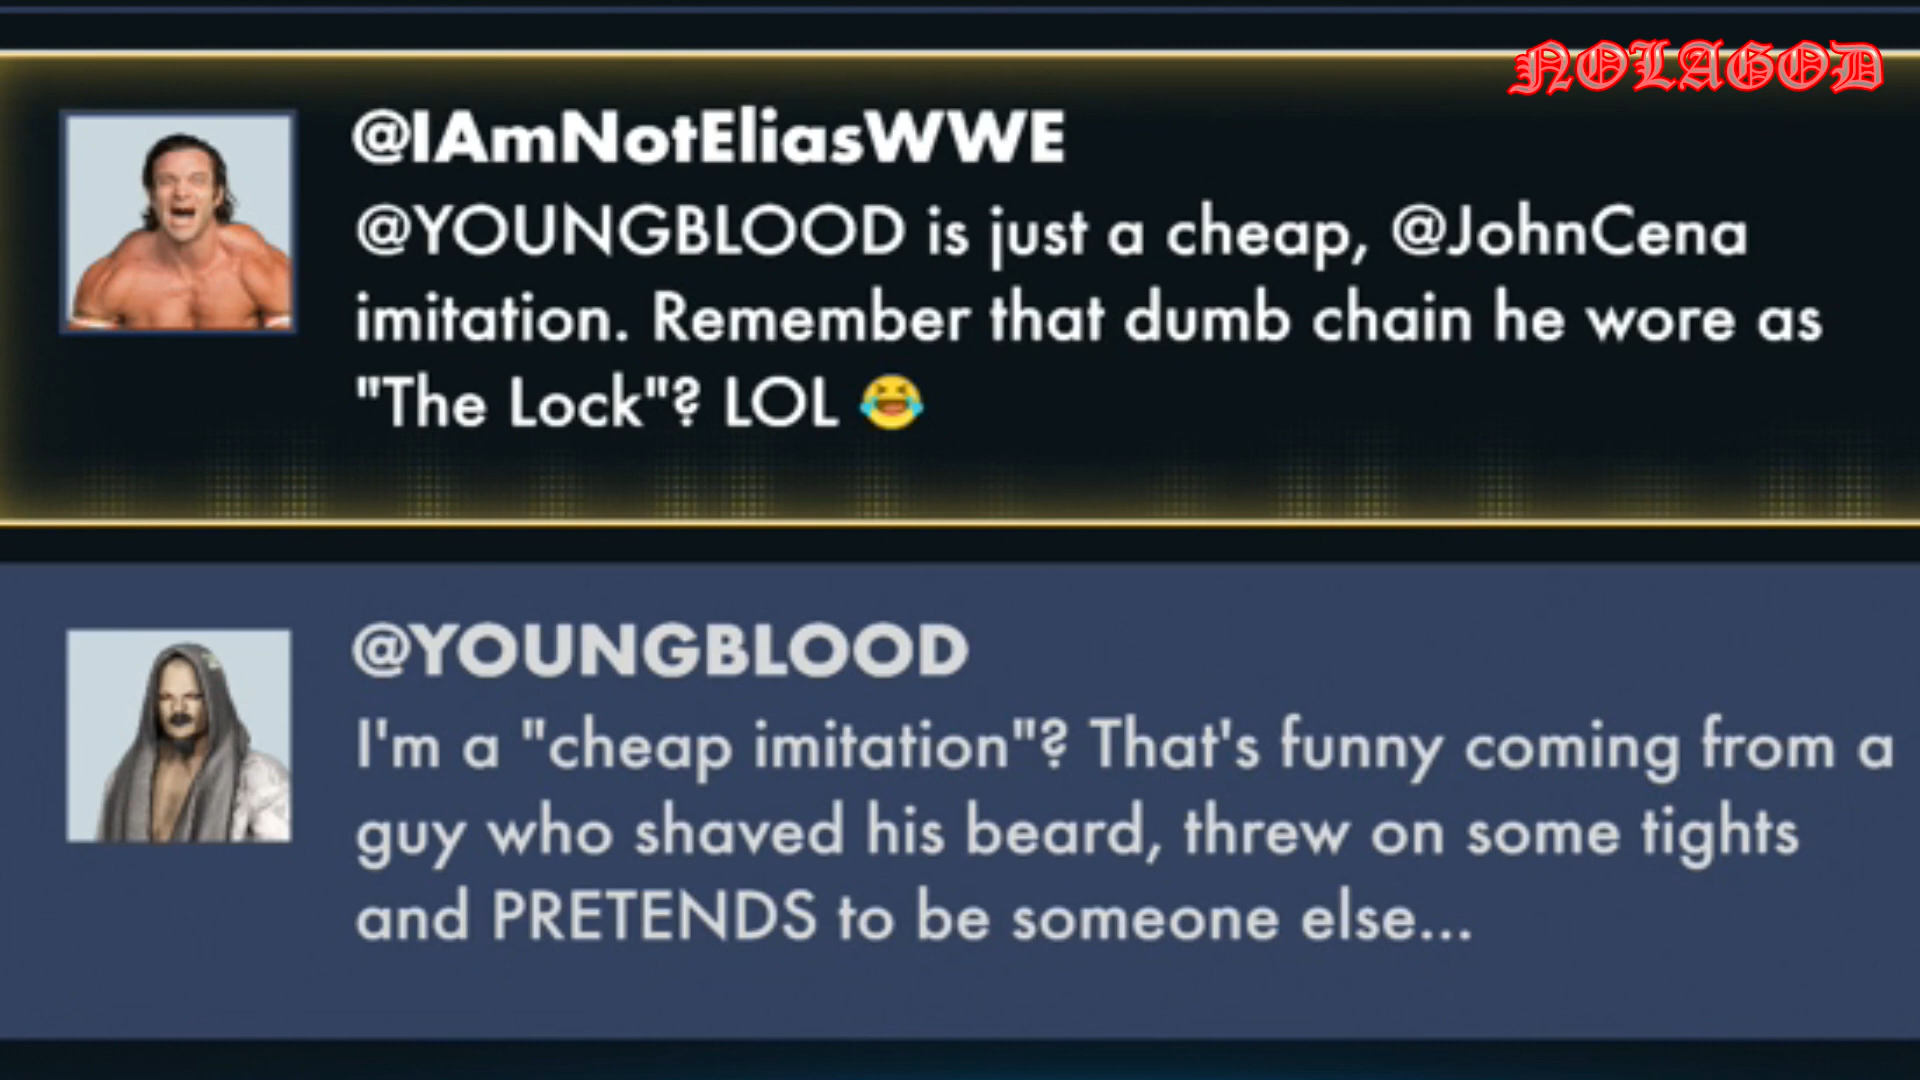 NOLAGOD
@IAmNotEliasWWE
@YOUNGBLOOD is just a cheap, @JohnCena
imitation. Remember that dumb chain he wore as
"The Lock"? LOL 😂
@YOUNGBLOOD
I'm a "cheap imitation"? That's funny coming from a
guy who shaved his beard, threw on some tights
and PRETENDS to be someone else...